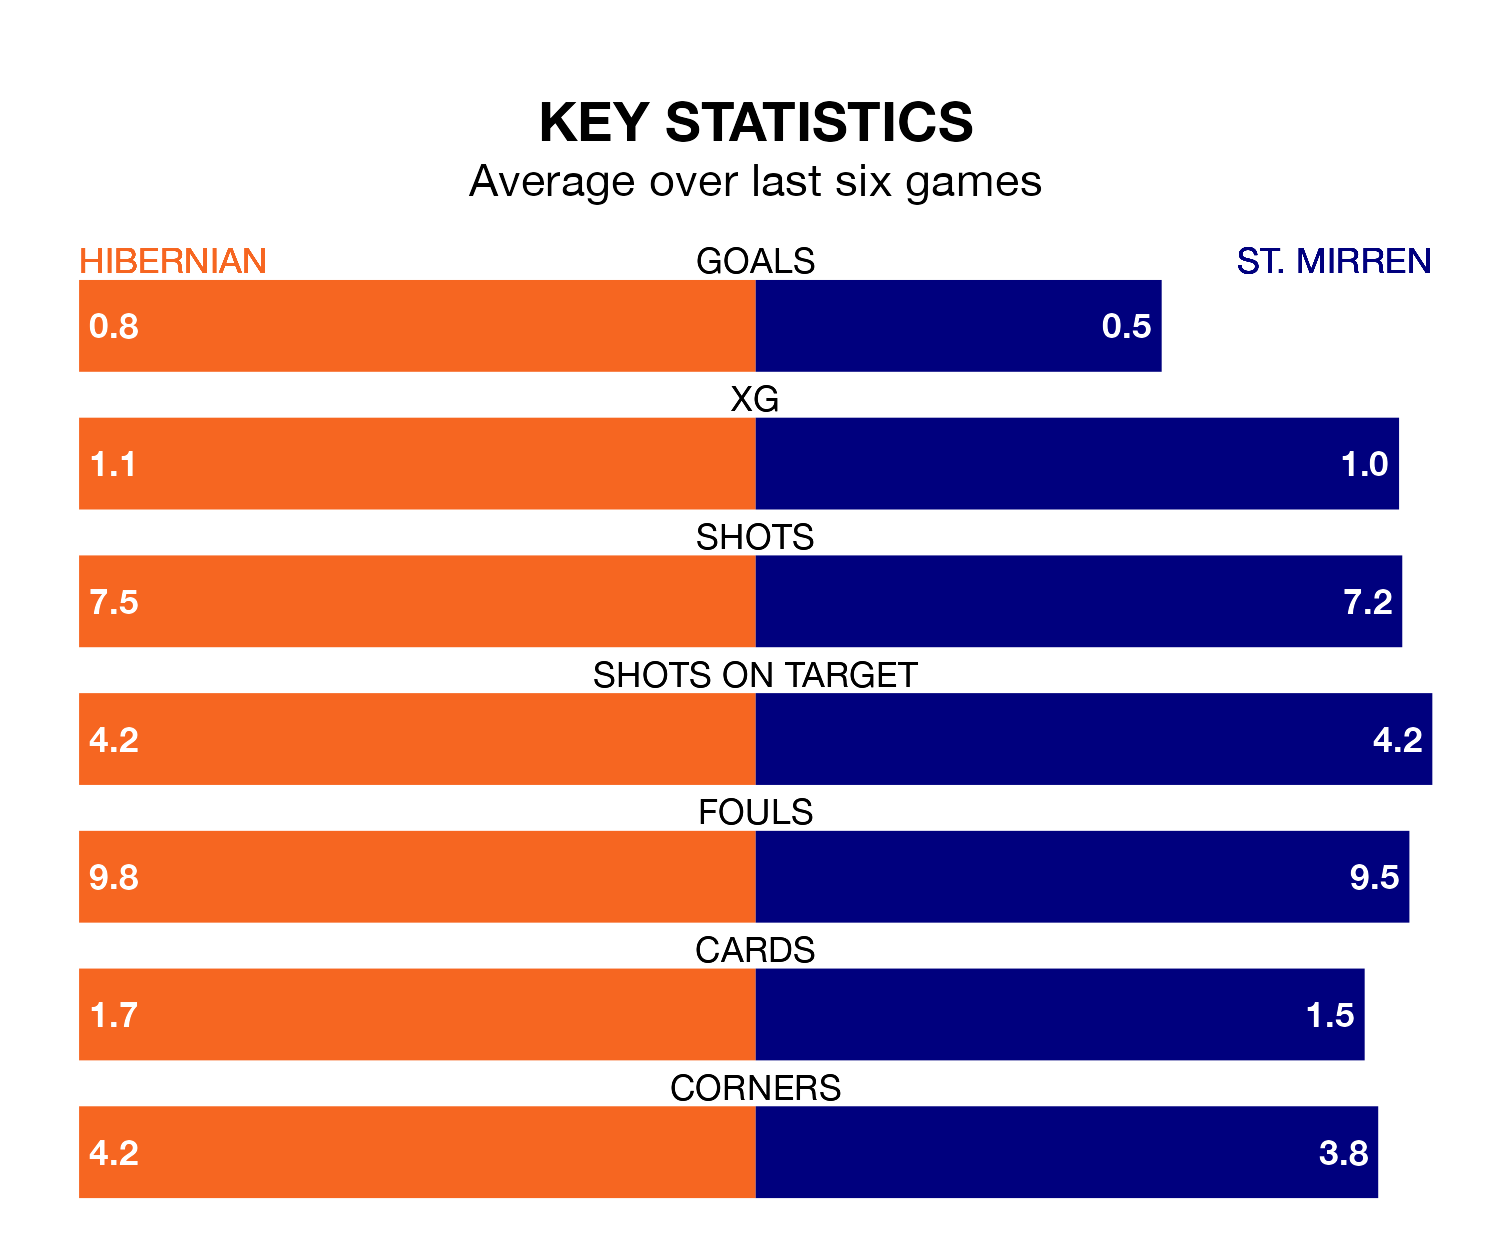 KEY STATISTICS
Average over last six games
HIBERNIAN GOALS ST. MIRREN
0.8 0.5
XG
1.1 1.0
SHOTS
7.5 7.2
SHOTS ON TARGET
4.2 4.2
FOULS
9.8 9.5
CARDS
1.7 1.5
CORNERS
4.2 3.8